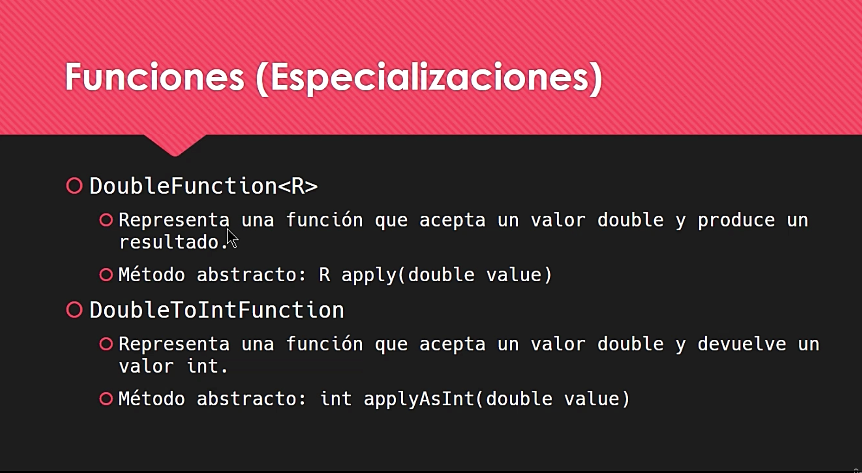 Funciones (Especializaciones)
DoubleFunction<R>
Representa una función que acepta un valor double y produce un
resultado.
Método abstracto: R apply(double value)
DoubleToIntFunction
Representa una función que acepta un valor double y devuelve un
valor int.
Método abstracto: int applyAsInt(double value)